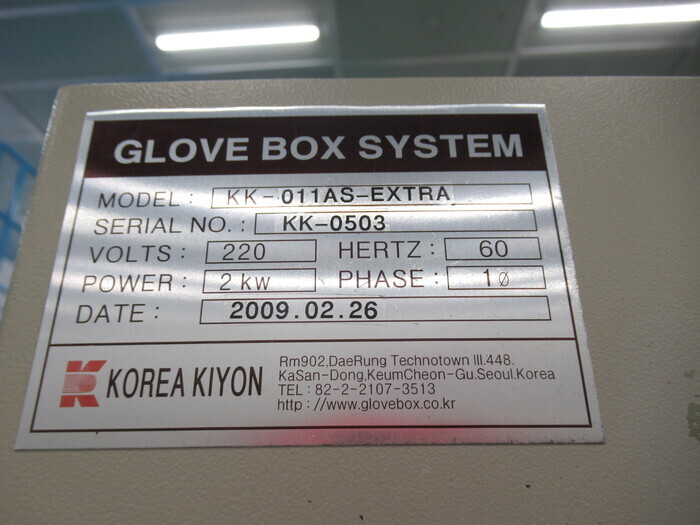 GLOVE BOX SYSTEM
MODEL : KK-011AS-EXTRA
SERIAL NO. : KK-0503
VOLTS : 220 HERTZ : 60
POWER : 2 kw PHASE : 1ø
DATE : 2009.02.26
KOREA KIYON
Rm902,DaeRung Technotown III.448.
KaSan-Dong,KeumCheon-Gu.Seoul.Korea
TEL : 82-2-2107-3513
http : //www.glovebox.co.kr